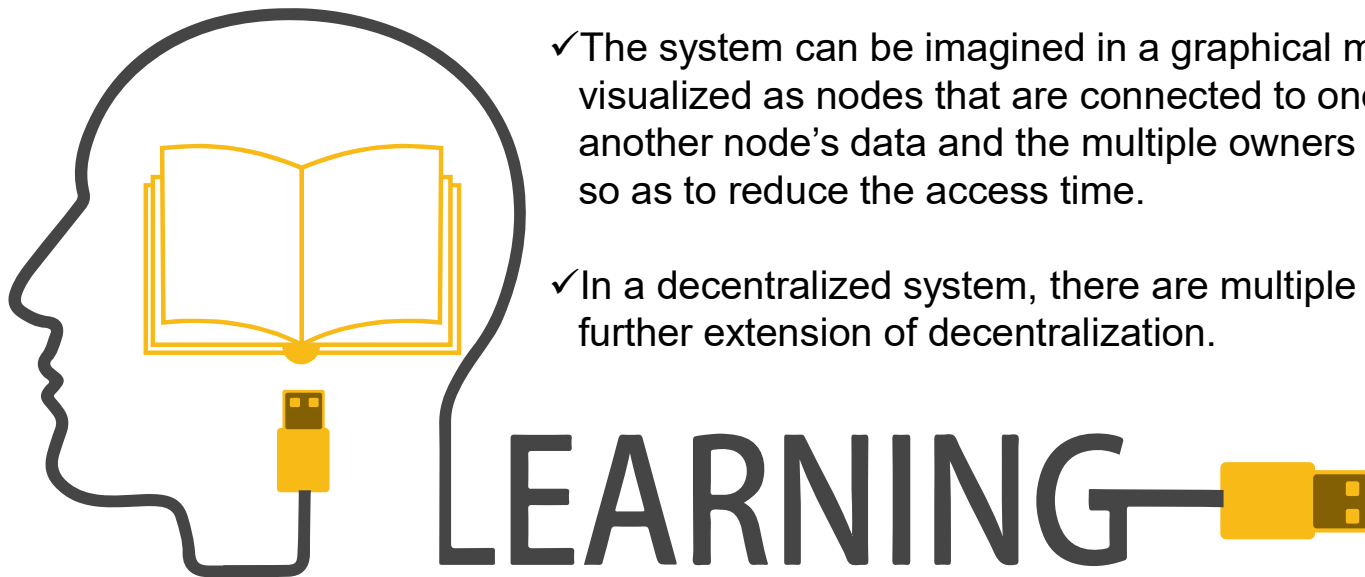 ✓The system can be imagined in a graphical
visualized as nodes that are connected to
another node’s data and the multiple owners
so as to reduce the access time.
✓In a decentralized system, there are multiple
further extension of decentralization.
LEARNING